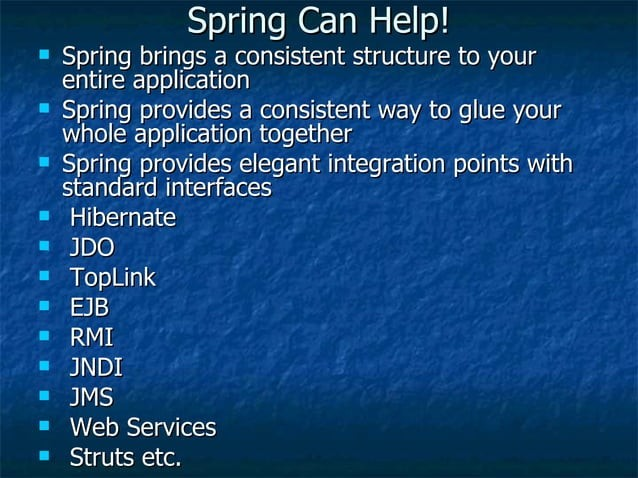 Spring Can Help!
Spring brings a consistent structure to your
entire application
Spring provides a consistent way to glue your
whole application together
Spring provides elegant integration points with
standard interfaces
Hibernate
JDO
TopLink
EJB
RMI
JNDI
JMS
Web Services
Struts etc.